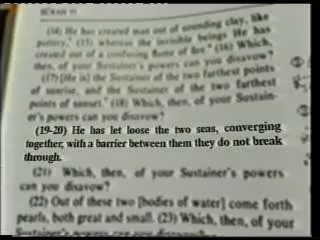 (14) He has created man out of sounding clay, like
pottery," (15) whereas the invisible beings He has
created out of a confusing flame of fire." (16) Which,
then, of your Sustainer's powers can you disavow?
(17) [He is] the Sustainer of the two farthest points
of sunrise, and the Sustainer of the two farthest
points of sunset." (18) Which, then, of your Sustain-
er's powers can you disavow?
(19-20) He has let loose the two seas, converging
together, with a barrier between them they do not break
through.
(21) Which, then, of your Sustainer's powers
can you disavow?
(22) Out of these two [bodies of water] come forth
pearls, both great and small. (23) Which, then, of your
Sustainer's powers can you disavow?